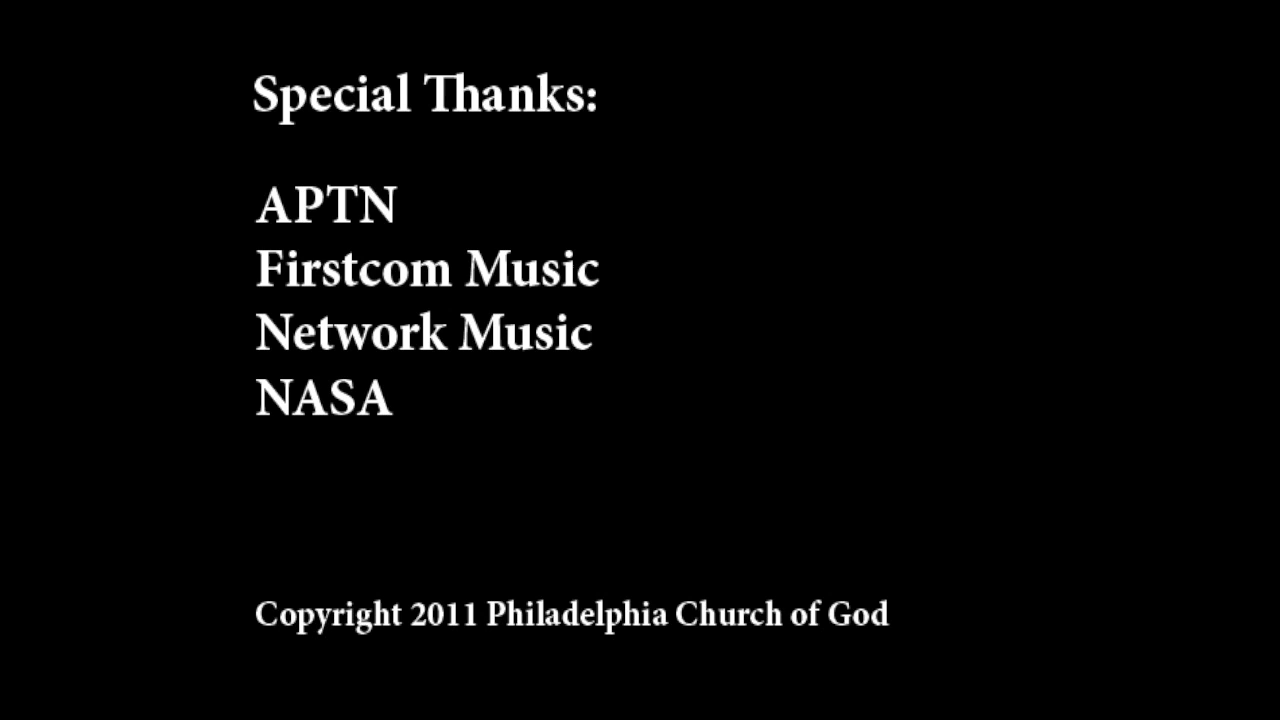 Special Thanks:
APTN
Firstcom Music
Network Music
NASA
Copyright 2011 Philadelphia Church of God